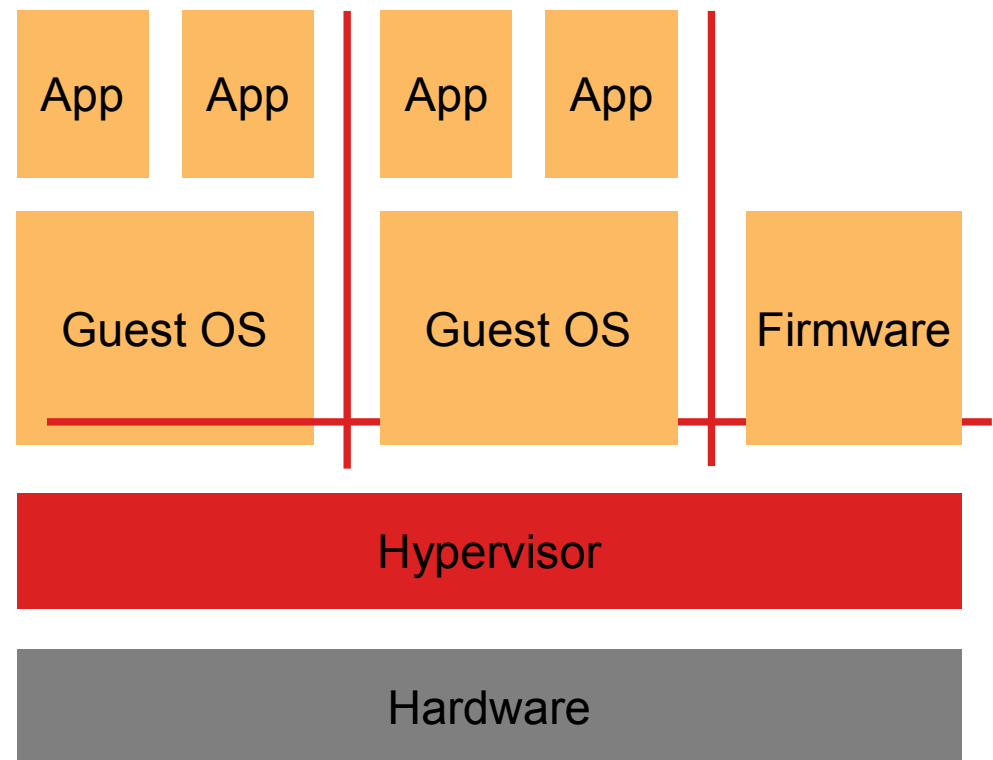 App
App
App
App
Guest OS
Guest OS
Firmware
Hypervisor
Hardware